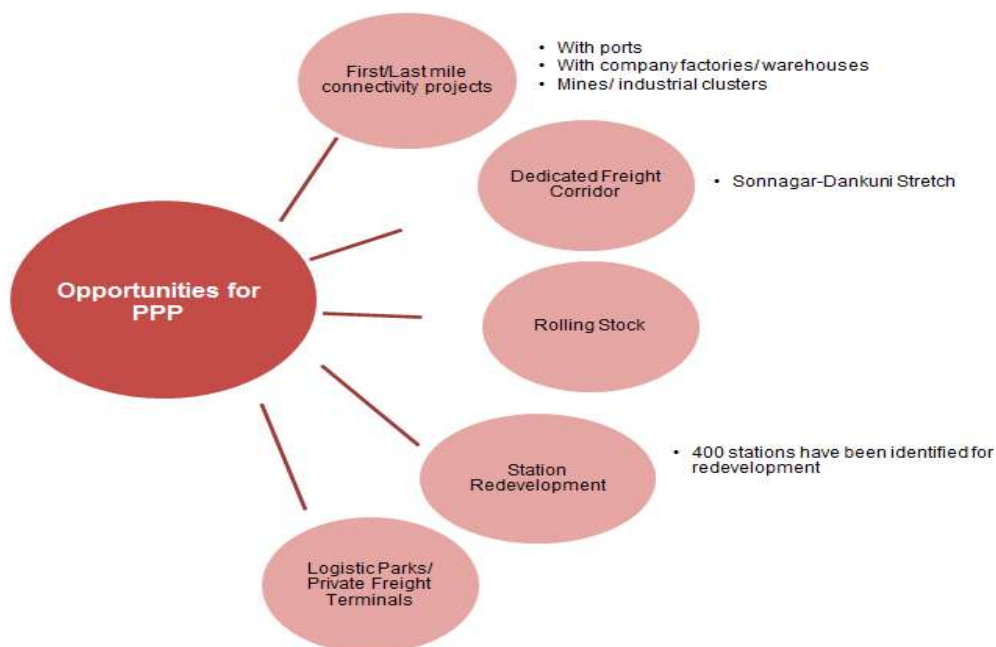 First/Last mile
connectivity projects
• With ports
• With company factories/ warehouses
• Mines/ industrial clusters
Dedicated Freight
Corridor
• Sonnagar-Dankuni Stretch
Opportunities for
PPP
Rolling Stock
Station
Redevelopment
• 400 stations have been identified for
redevelopment
Logistic Parks/
Private Freight
Terminals